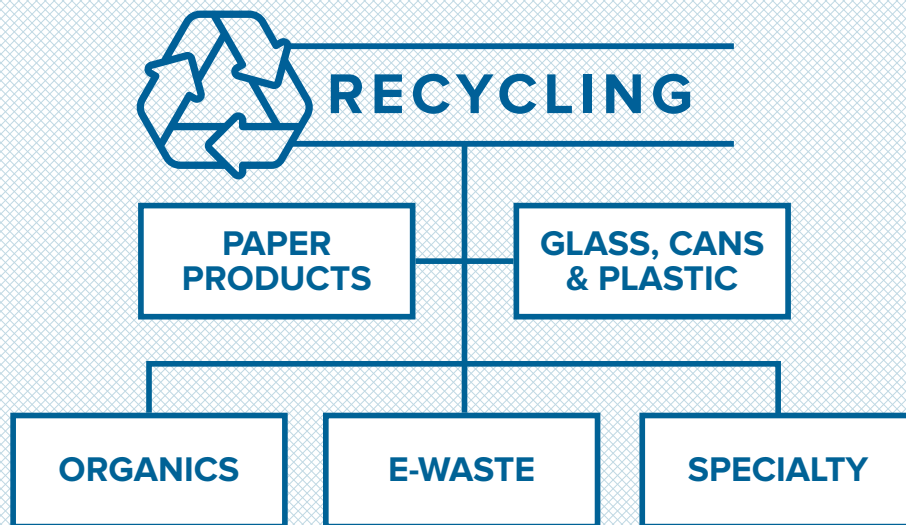 RECYCLING
PAPER
PRODUCTS
GLASS, CANS
& PLASTIC
ORGANICS
E-WASTE
SPECIALTY